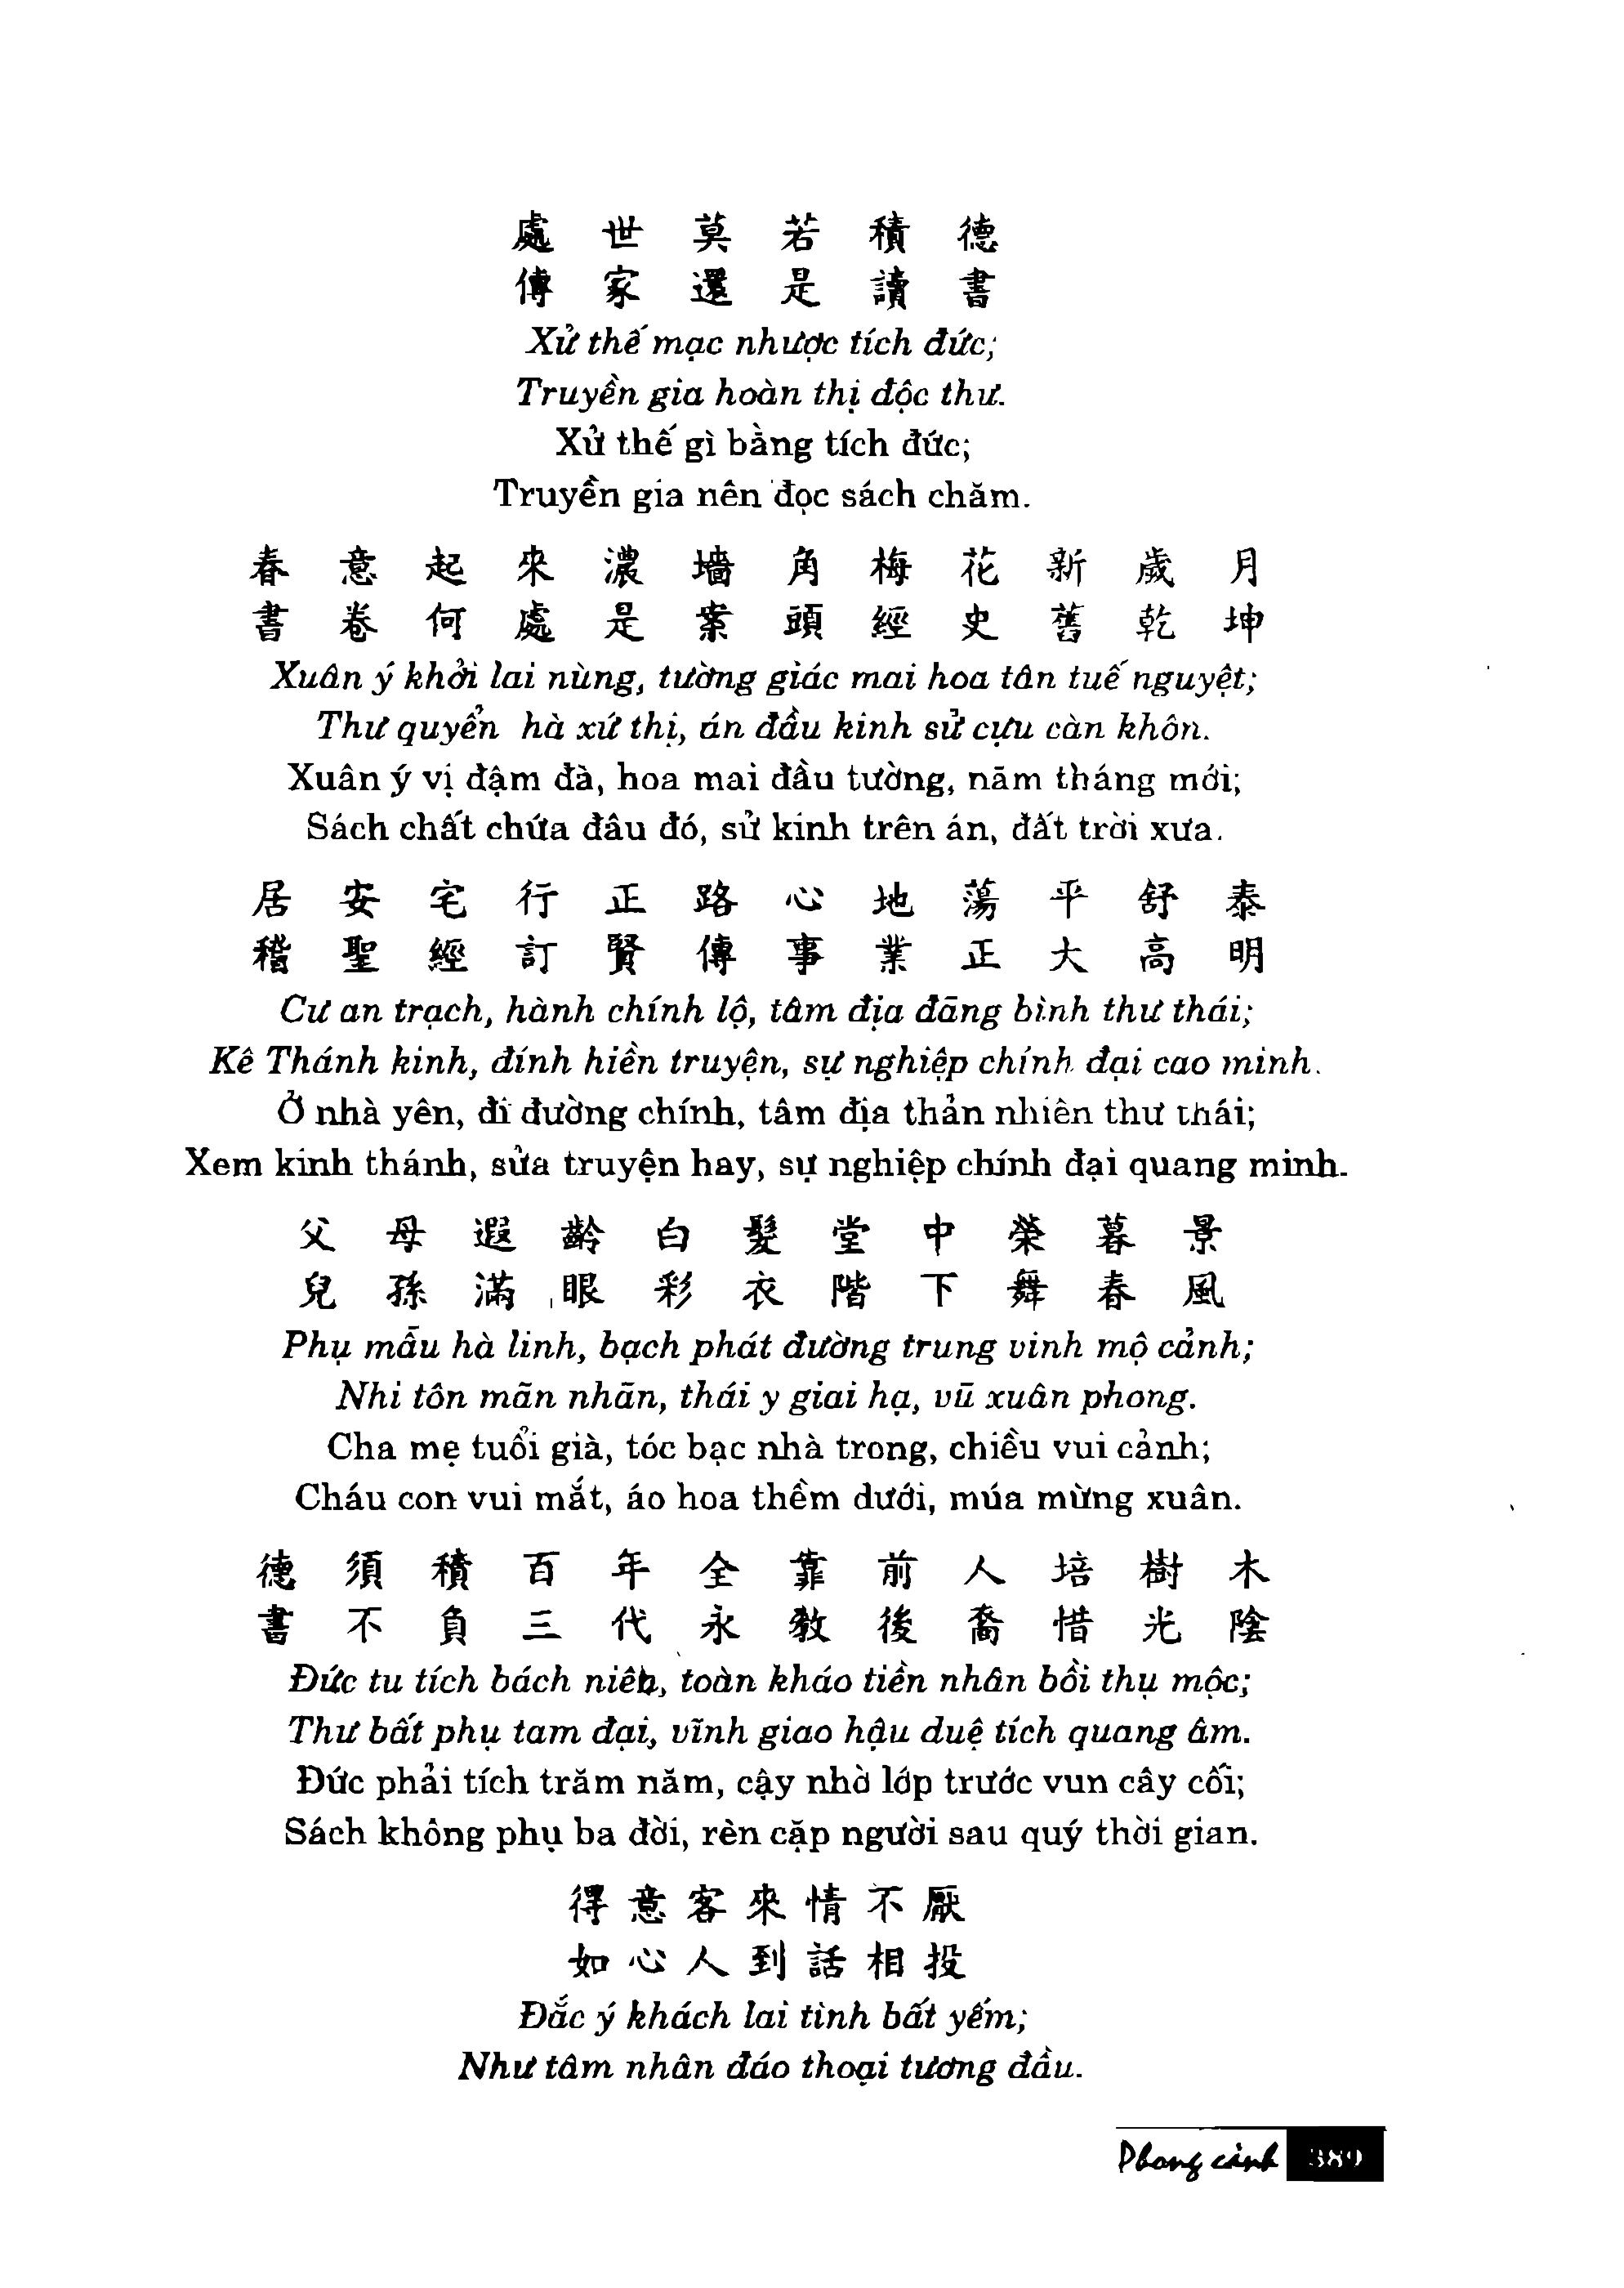 處世莫若積德
傳家還是讀書
Xử thế mạc nhược tích đức;
Truyền gia hoàn thị độc thư.
Xử thế gì bằng tích đức;
Truyền gia nên đọc sách chăm.
春意起來濃墻角梅花新歲月
書卷何處是案頭經史舊乾坤
Xuân ý khởi lai nùng, tường giác mai hoa tân tuế nguyệt;
Thư quyển hà xứ thị, án đầu kinh sử cựu càn khôn.
Xuân ý vị đậm đà, hoa mai đầu tường, năm tháng mới;
Sách chất chứa đâu đó, sử kinh trên án, đất trời xưa.
居安宅行正路心地蕩平舒泰
稽聖經訂賢傳事業正大高明
Cư an trạch, hành chính lộ, tâm địa đãng bình thư thái;
Kê Thánh kinh, đính hiền truyện, sự nghiệp chính đại cao minh.
Ở nhà yên, đi đường chính, tâm địa thản nhiên thư thái;
Xem kinh thánh, sửa truyện hay, sự nghiệp chính đại quang minh.
父母遐齡白髮堂中榮暮景
兒孫滿眼彩衣階下舞春風
Phụ mẫu hà linh, bạch phát đường trung vinh mộ cảnh;
Nhi tôn mãn nhãn, thái y giai hạ, vũ xuân phong.
Cha mẹ tuổi già, tóc bạc nhà trong, chiều vui cảnh;
Cháu con vui mắt, áo hoa thềm dưới, múa mừng xuân.
德須積百年全靠前人培樹木
書不負三代永教後裔惜光陰
Đức tu tích bách niên, toàn kháo tiền nhân bồi thụ mộc;
Thư bất phụ tam đại, vĩnh giao hậu duệ tích quang âm.
Đức phải tích trăm năm, cậy nhờ lớp trước vun cây cối;
Sách không phụ ba đời, rèn cặp người sau quý thời gian.
得意客來情不厭
如心人到話相投
Đắc ý khách lai tình bất yếm;
Như tâm nhân đáo thoại tương đầu.
Phong cảnh 389